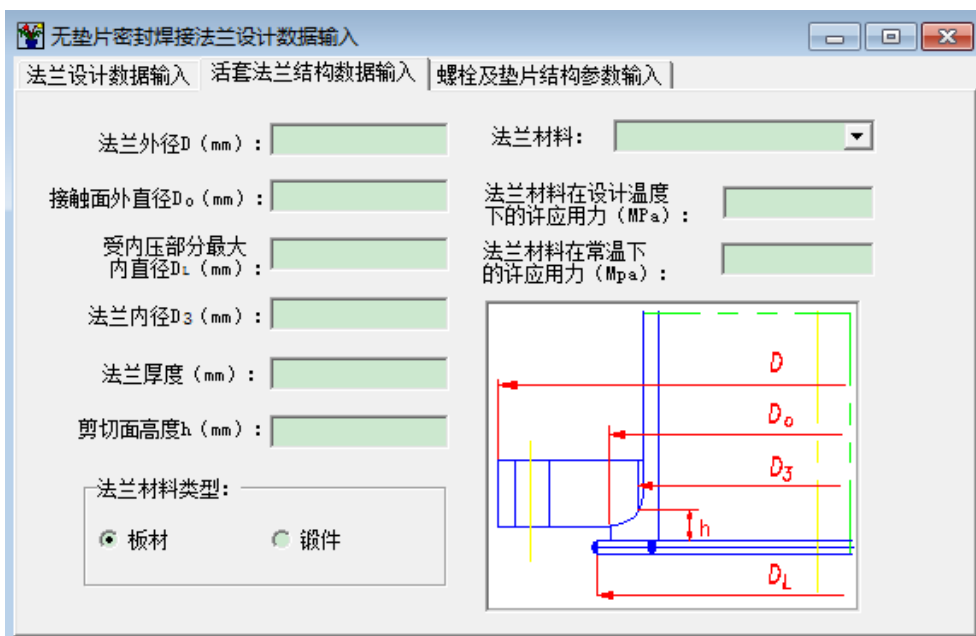 无垫片密封焊接法兰设计数据输入
法兰设计数据输入
活套法兰结构数据输入
螺栓及垫片结构参数输入
法兰外径D（mm）：
接触面外直径Do（mm）：
受内压部分最大
内直径DL（mm）：
法兰内径D3（mm）：
法兰厚度（mm）：
剪切面高度h（mm）：
法兰材料类型：
板材
锻件
法兰材料：
法兰材料在设计温度
下的许应用力（MPa）：
法兰材料在常温下
的许应用力（Mpa）：
D
Do
D3
h
DL